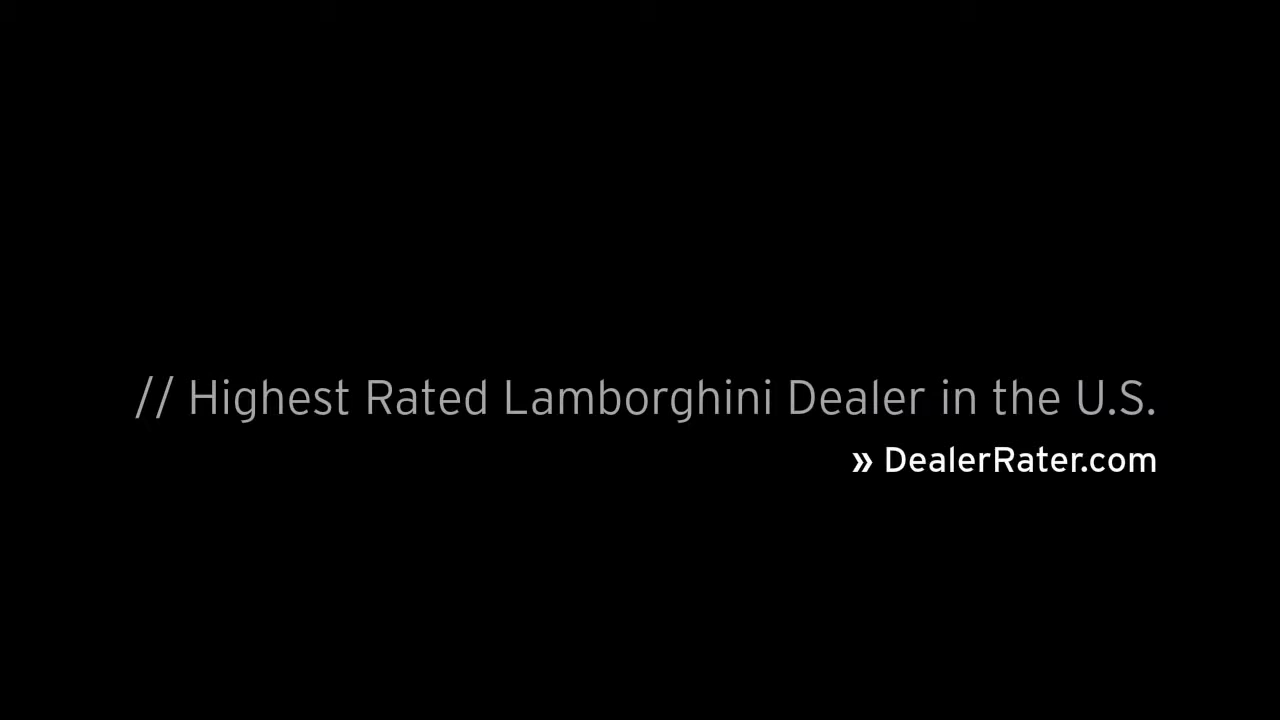 // Highest Rated Lamborghini Dealer in the U.S.
» DealerRater.com